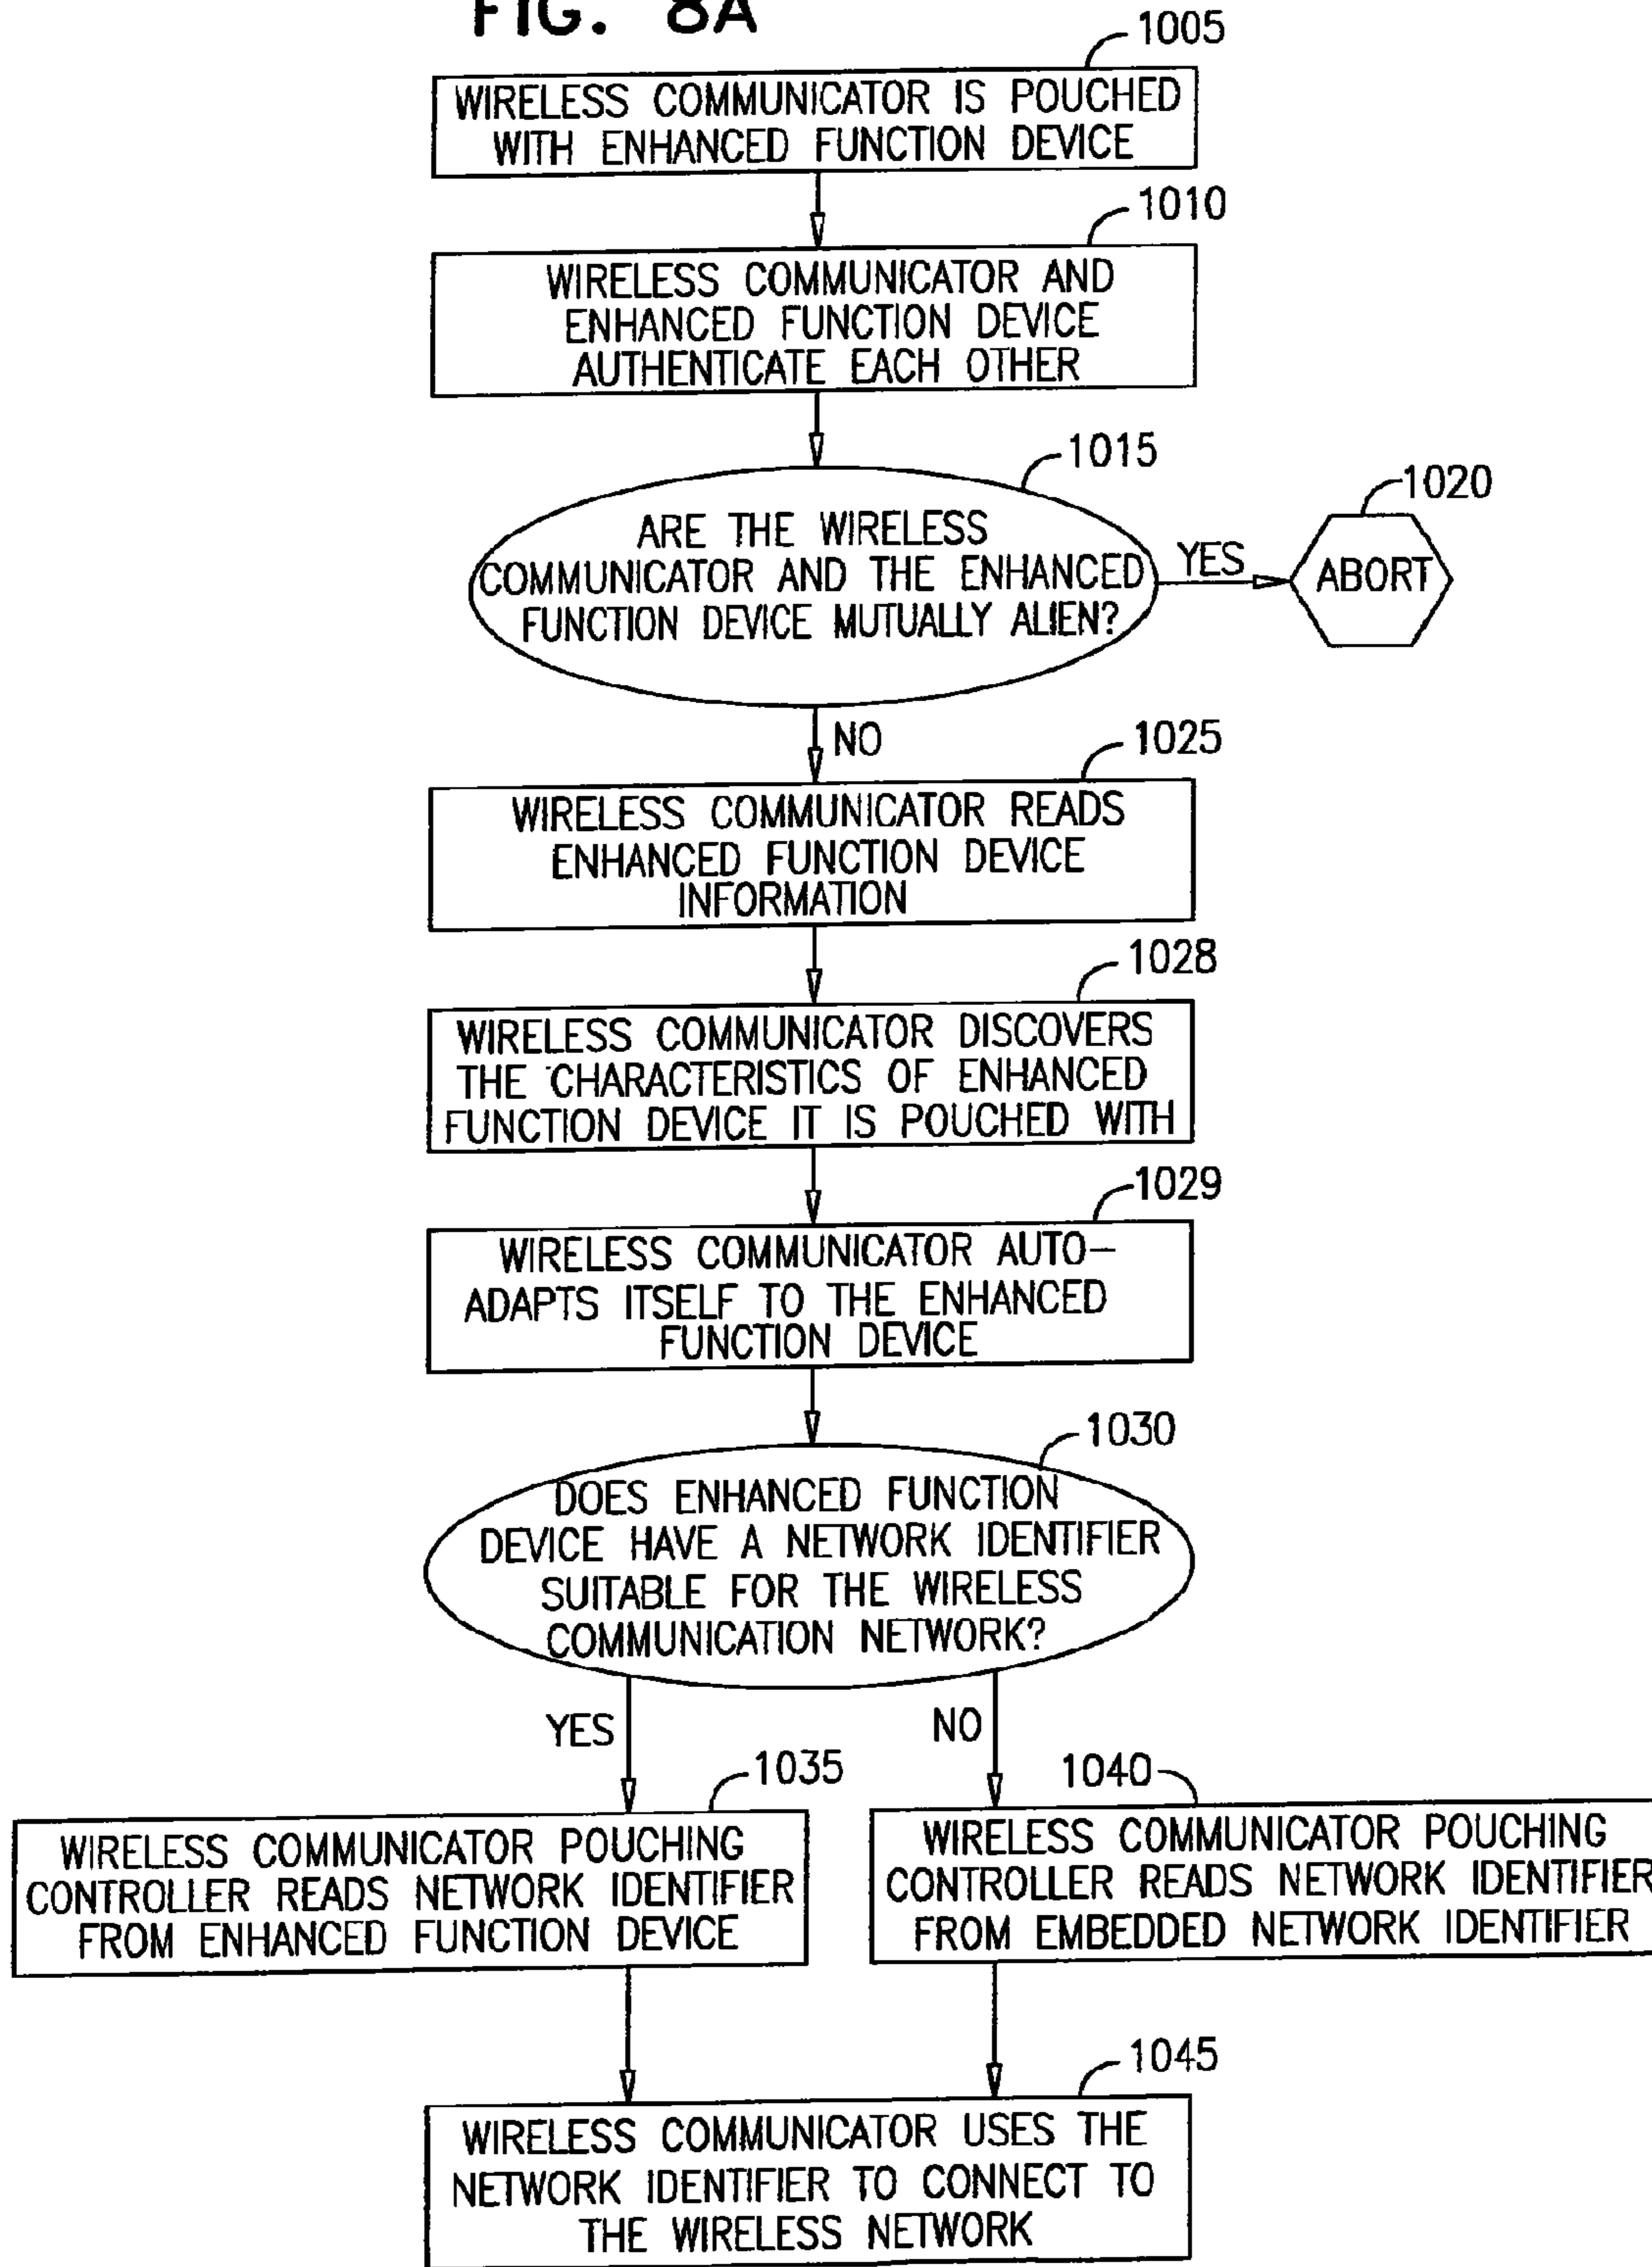 FIG. 8A
1005
WIRELESS COMMUNICATOR IS POUCHED
WITH ENHANCED FUNCTION DEVICE
1010
WIRELESS COMMUNICATOR AND
ENHANCED FUNCTION DEVICE
AUTHENTICATE EACH OTHER
1015
ARE THE WIRELESS
COMMUNICATOR AND THE ENHANCED
FUNCTION DEVICE MUTUALLY ALIEN?
YES
1020
ABORT
NO
1025
WIRELESS COMMUNICATOR READS
ENHANCED FUNCTION DEVICE
INFORMATION
1028
WIRELESS COMMUNICATOR DISCOVERS
THE CHARACTERISTICS OF ENHANCED
FUNCTION DEVICE IT IS POUCHED WITH
1029
WIRELESS COMMUNICATOR AUTO-
ADAPTS ITSELF TO THE ENHANCED
FUNCTION DEVICE
1030
DOES ENHANCED FUNCTION
DEVICE HAVE A NETWORK IDENTIFIER
SUITABLE FOR THE WIRELESS
COMMUNICATION NETWORK?
YES
NO
1035
WIRELESS COMMUNICATOR POUCHING
CONTROLLER READS NETWORK IDENTIFIER
FROM ENHANCED FUNCTION DEVICE
1040
WIRELESS COMMUNICATOR POUCHING
CONTROLLER READS NETWORK IDENTIFIER
FROM EMBEDDED NETWORK IDENTIFIER
1045
WIRELESS COMMUNICATOR USES THE
NETWORK IDENTIFIER TO CONNECT TO
THE WIRELESS NETWORK